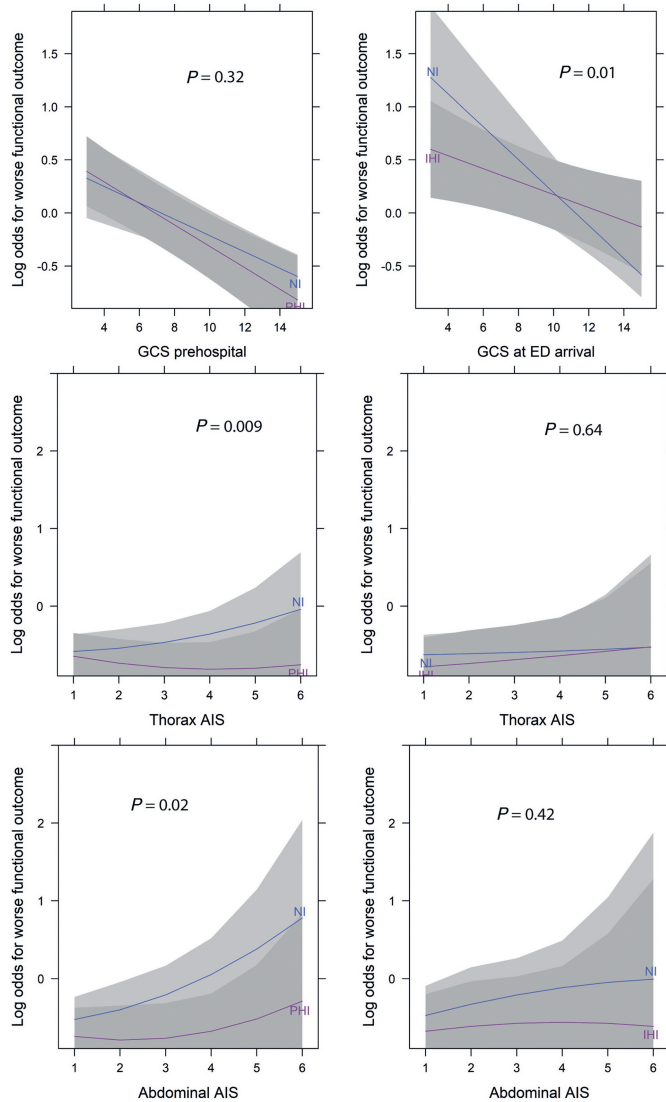 Log odds for worse functional outcome
1.5
1.0
0.5
0.0
-0.5
P = 0.32
NI
PHI
4 6 8 10 12 14
GCS prehospital
Log odds for worse functional outcome
1.5
1.0
0.5
0.0
-0.5
NI
IHI
P = 0.01
4 6 8 10 12 14
GCS at ED arrival
Log odds for worse functional outcome
2
1
0
P = 0.009
NI
PHI
1 2 3 4 5 6
Thorax AIS
Log odds for worse functional outcome
2
1
0
P = 0.64
NI
IHI
1 2 3 4 5 6
Thorax AIS
Log odds for worse functional outcome
2
1
0
P = 0.02
NI
PHI
1 2 3 4 5 6
Abdominal AIS
Log odds for worse functional outcome
2
1
0
P = 0.42
NI
IHI
1 2 3 4 5 6
Abdominal AIS